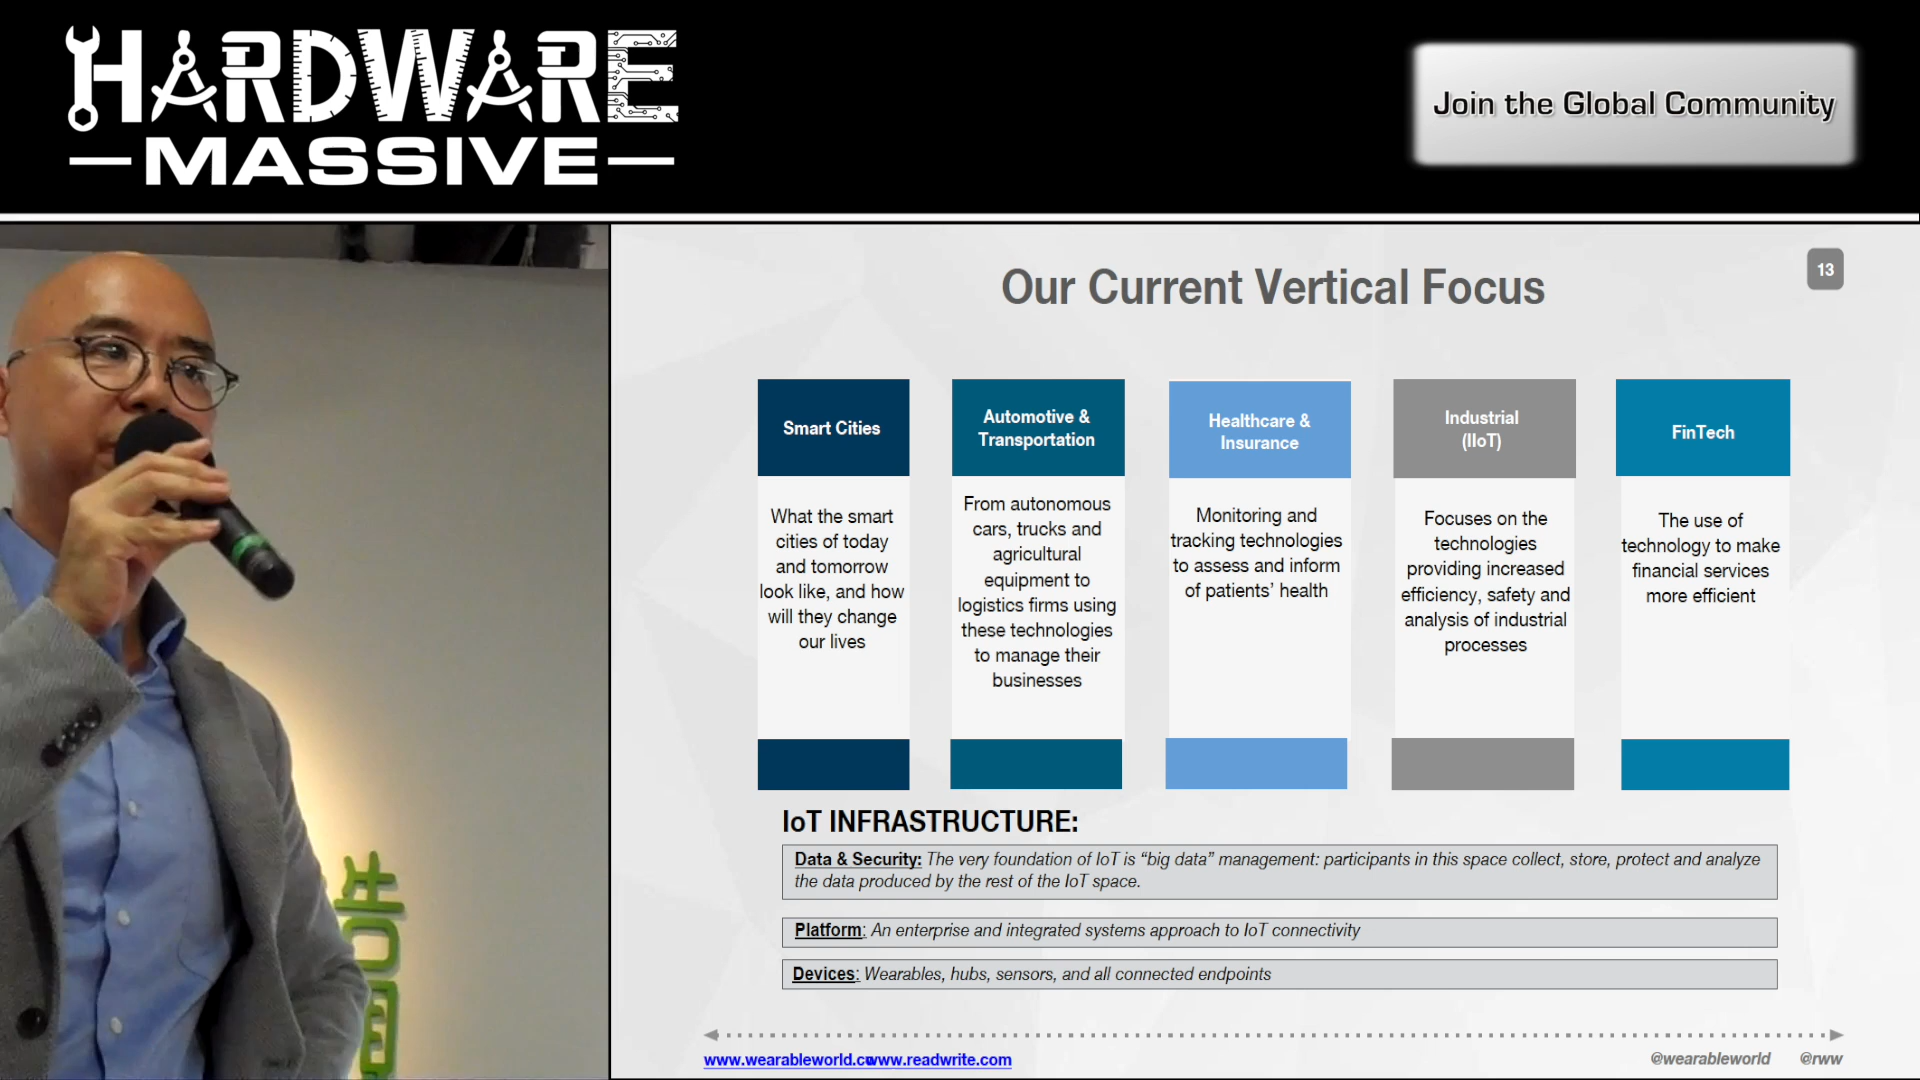 HARDWARE
MASSIVE
Join the Global Community
Our Current Vertical Focus
13
Smart Cities
What the smart
cities of today
and tomorrow
look like, and how
will they change
our lives
Automotive &
Transportation
From autonomous
cars, trucks and
agricultural
equipment to
logistics firms using
these technologies
to manage their
businesses
Healthcare &
Insurance
Monitoring and
tracking technologies
to assess and inform
of patients’ health
Industrial
(IIoT)
Focuses on the
technologies
providing increased
efficiency, safety and
analysis of industrial
processes
FinTech
The use of
technology to make
financial services
more efficient
IoT INFRASTRUCTURE:
Data & Security: The very foundation of IoT is “big data” management: participants in this space collect, store, protect and analyze
the data produced by the rest of the IoT space.
Platform: An enterprise and integrated systems approach to IoT connectivity
Devices: Wearables, hubs, sensors, and all connected endpoints
www.readwrite.com
@wearableworld @rww